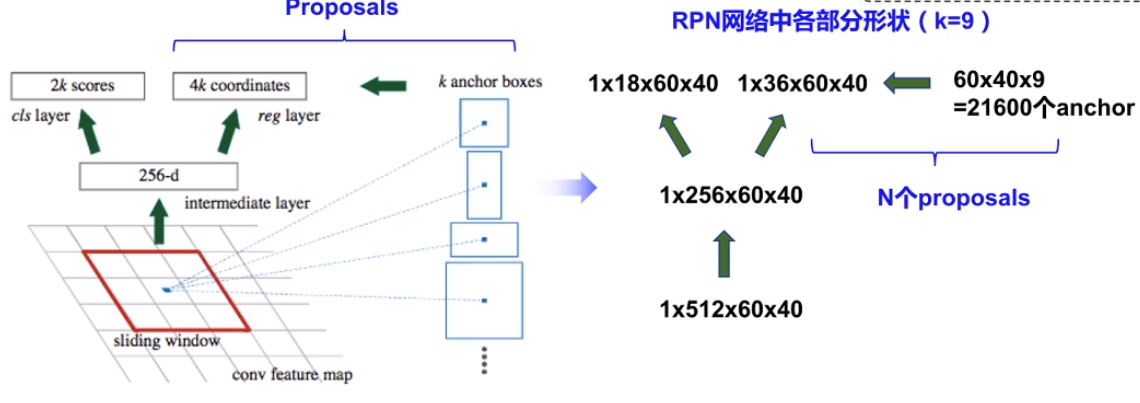 Proposals
2k scores
4k coordinates
k anchor boxes
cls layer
reg layer
256-d
intermediate layer
sliding window
conv feature map
RPN网络中各部分形状（k=9）
1x18x60x40
1x36x60x40
60x40x9
=21600个anchor
1x256x60x40
N个proposals
1x512x60x40